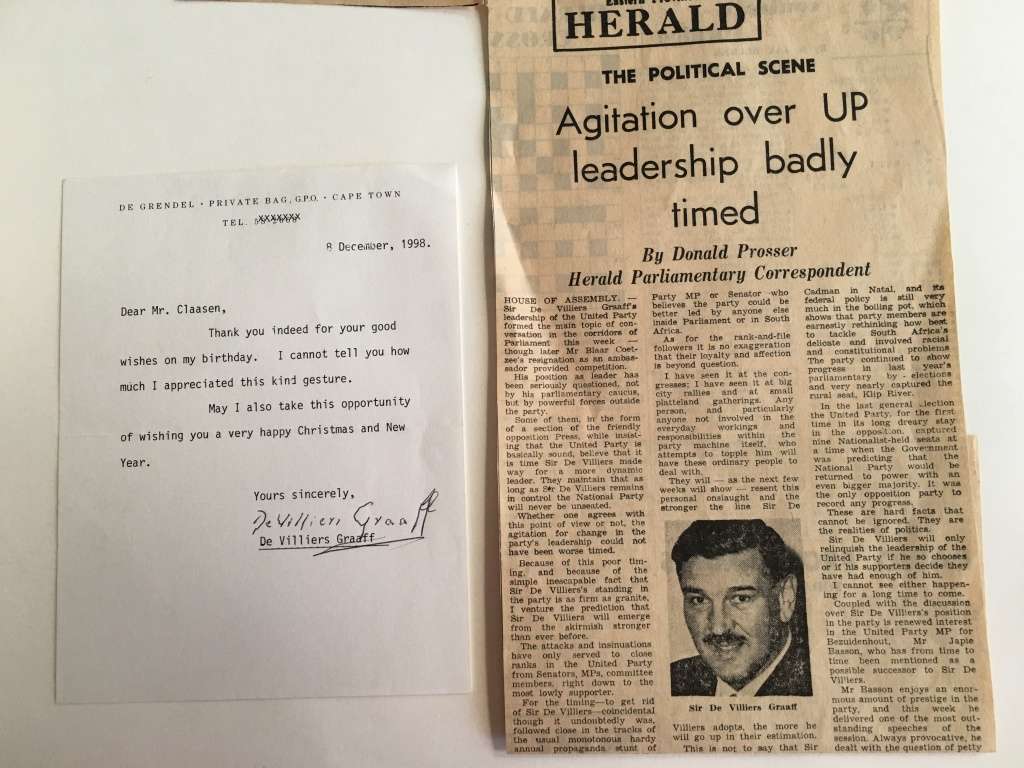 DE GRENDEL · PRIVATE BAG, G.P.O. · CAPE TOWN
TEL.
8 December, 1998.
Dear Mr. Claasen,
Thank you indeed for your good
wishes on my birthday. I cannot tell you how
much I appreciated this kind gesture.
May I also take this opportunity
of wishing you a very happy Christmas and New
Year.
Yours sincerely,
De Villiers Graaff
De Villiers Graaff
HERALD
THE POLITICAL SCENE
Agitation over UP
leadership badly
timed
By Donald Prosser
Herald Parliamentary Correspondent
HOUSE OF ASSEMBLY. —
Sir De Villiers Graaff's
leadership of the United Party
formed the main topic of con-
versation in the corridors of
Parliament this week —
though later Mr Blaar Coet-
zee's resignation as an ambas-
sador provided competition.
His position as leader has
been seriously questioned, not
by his parliamentary caucus,
but by powerful forces outside
the party.
Some of them, in the form
of a section of the friendly
opposition Press, while insist-
ing that the United Party is
basically sound, believe that it
is time Sir De Villiers made
way for a more dynamic
leader. They maintain that as
long as Sir De Villiers remains
in control the National Party
will never be unseated.
Whether one agrees with
this point of view or not, the
agitation for change in the
party's leadership could not
have been worse timed.
Because of this poor tim-
ing, and because of the
simple inescapable fact that
Sir De Villiers's standing in
the party is as firm as granite,
I venture the prediction that
Sir De Villiers will emerge
from the skirmish stronger
than ever before.
The attacks and insinuations
have only served to close
ranks in the United Party
from Senators, MPs, committee
members, right down to the
most lowly supporter.
For the timing—to get rid
of Sir De Villiers—coincidental
though it undoubtedly was,
followed close in the tracks of
the usual monotonous hardy
annual propaganda stunt of
Party MP or Senator who
believes the party could be
better led by anyone else
inside Parliament or in South
Africa.
As for the rank-and-file
followers it is no exaggeration
that their loyalty and affection
is beyond question.
I have seen it at the con-
gresses; I have seen it at big
city rallies and at small
platteland gatherings. Any
person, and particularly
anyone not involved in the
everyday workings and
responsibilities within the
party machine itself, who
attempts to topple him will
have these ordinary people to
deal with.
They will — as the next few
weeks will show — resent this
personal onslaught and the
stronger the line Sir De
Sir De Villiers Graaff
Villiers adopts, the more he
will go up in their estimation.
This is not to say that Sir
Cadman in Natal, and its
federal policy is still very
much in the boiling pot, which
shows that party members are
earnestly rethinking how best
to tackle South Africa's
delicate and involved racial
and constitutional problems
The party continued to show
progress in last year's
parliamentary by-elections
and very nearly captured the
rural seat, Klip River.
In the last general election
the United Party, for the first
time in its long dreary stay
in the opposition, captured
nine Nationalist-held seats at
a time when the Government
was predicting that the
National Party would be
returned to power with an
even bigger majority. It was
the only opposition party to
record any progress.
These are hard facts that
cannot be ignored. They are
the realities of politics.
Sir De Villiers will only
relinquish the leadership of the
United Party if he so chooses
or if his supporters decide they
have had enough of him.
I cannot see either happen-
ing for a long time to come.
Coupled with the discussion
over Sir De Villiers's position
in the party is renewed interest
in the United Party MP for
Bezuidenhout, Mr Japie
Basson, who has from time to
time been mentioned as a
possible successor to Sir De
Villiers.
Mr Basson enjoys an enor-
mous amount of prestige in the
party, and this week he
delivered one of the most out-
standing speeches of the
session. Always provocative, he
dealt with the question of petty